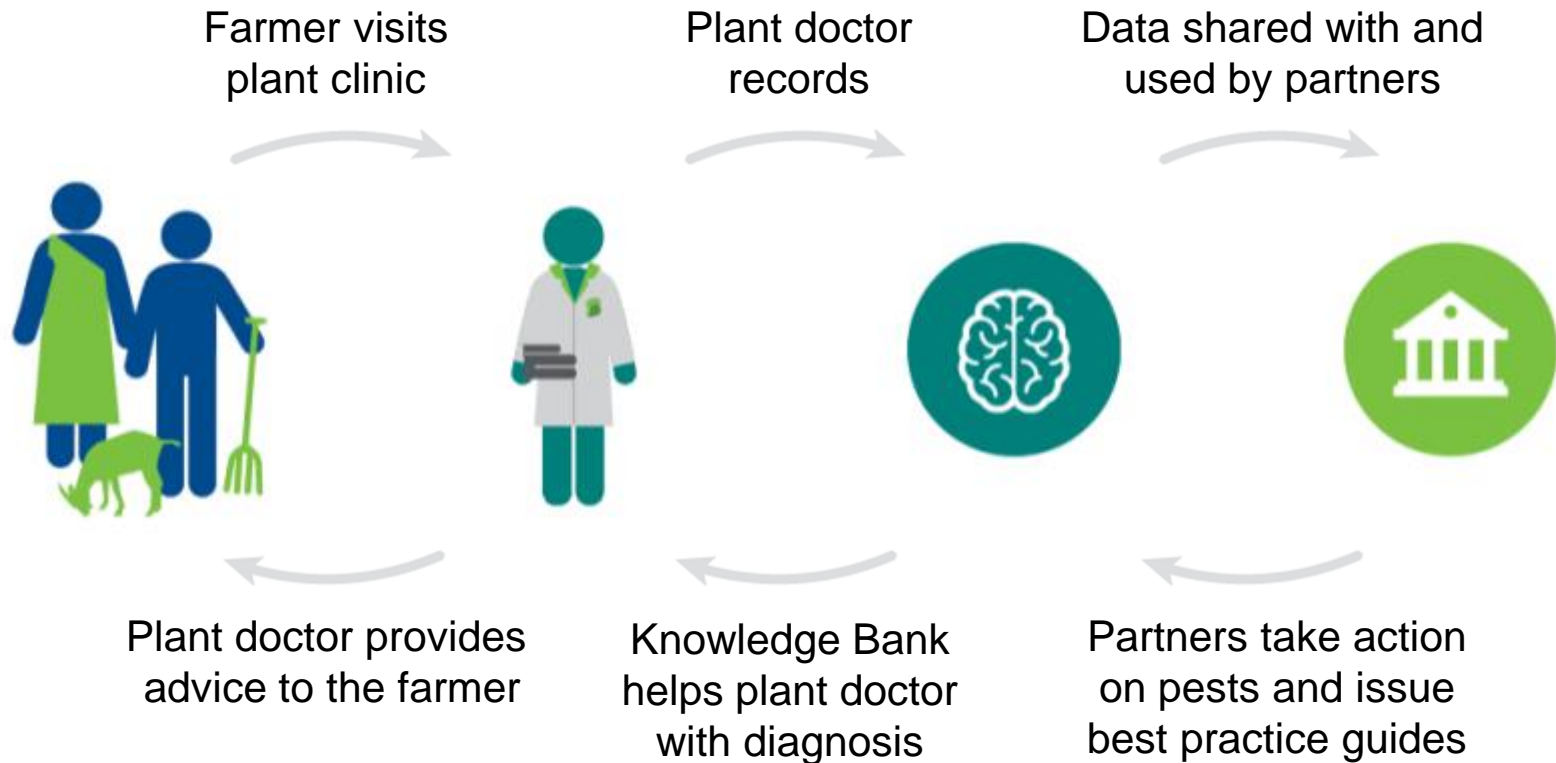 Farmer visits
plant clinic
Plant doctor
records
Data shared with and
used by partners
Plant doctor provides
advice to the farmer
Knowledge Bank
helps plant doctor
with diagnosis
Partners take action
on pests and issue
best practice guides